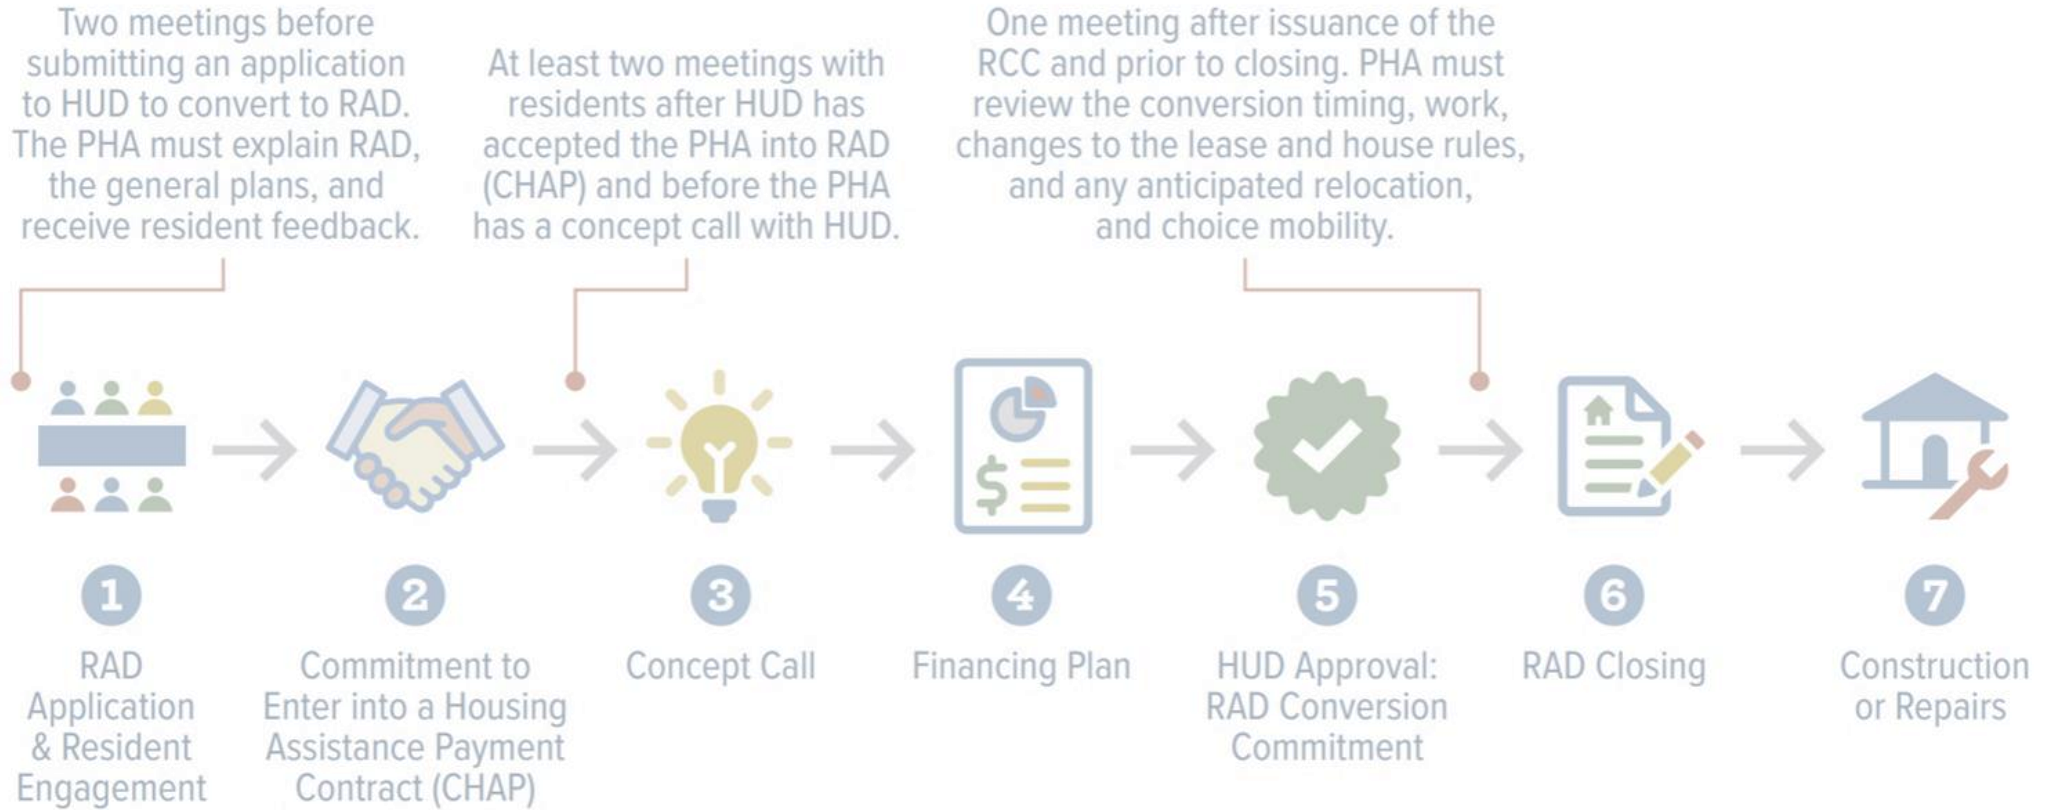 Two meetings before
submitting an application
to HUD to convert to RAD.
The PHA must explain RAD,
the general plans, and
receive resident feedback.
At least two meetings with
residents after HUD has
accepted the PHA into RAD
(CHAP) and before the PHA
has a concept call with HUD.
One meeting after issuance of the
RCC and prior to closing. PHA must
review the conversion timing, work,
changes to the lease and house rules,
and any anticipated relocation,
and choice mobility.
$
1
RAD
Application
& Resident
Engagement
2
Commitment to
Enter into a Housing
Assistance Payment
Contract (CHAP)
3
Concept Call
4
Financing Plan
5
HUD Approval:
RAD Conversion
Commitment
6
RAD Closing
7
Construction
or Repairs